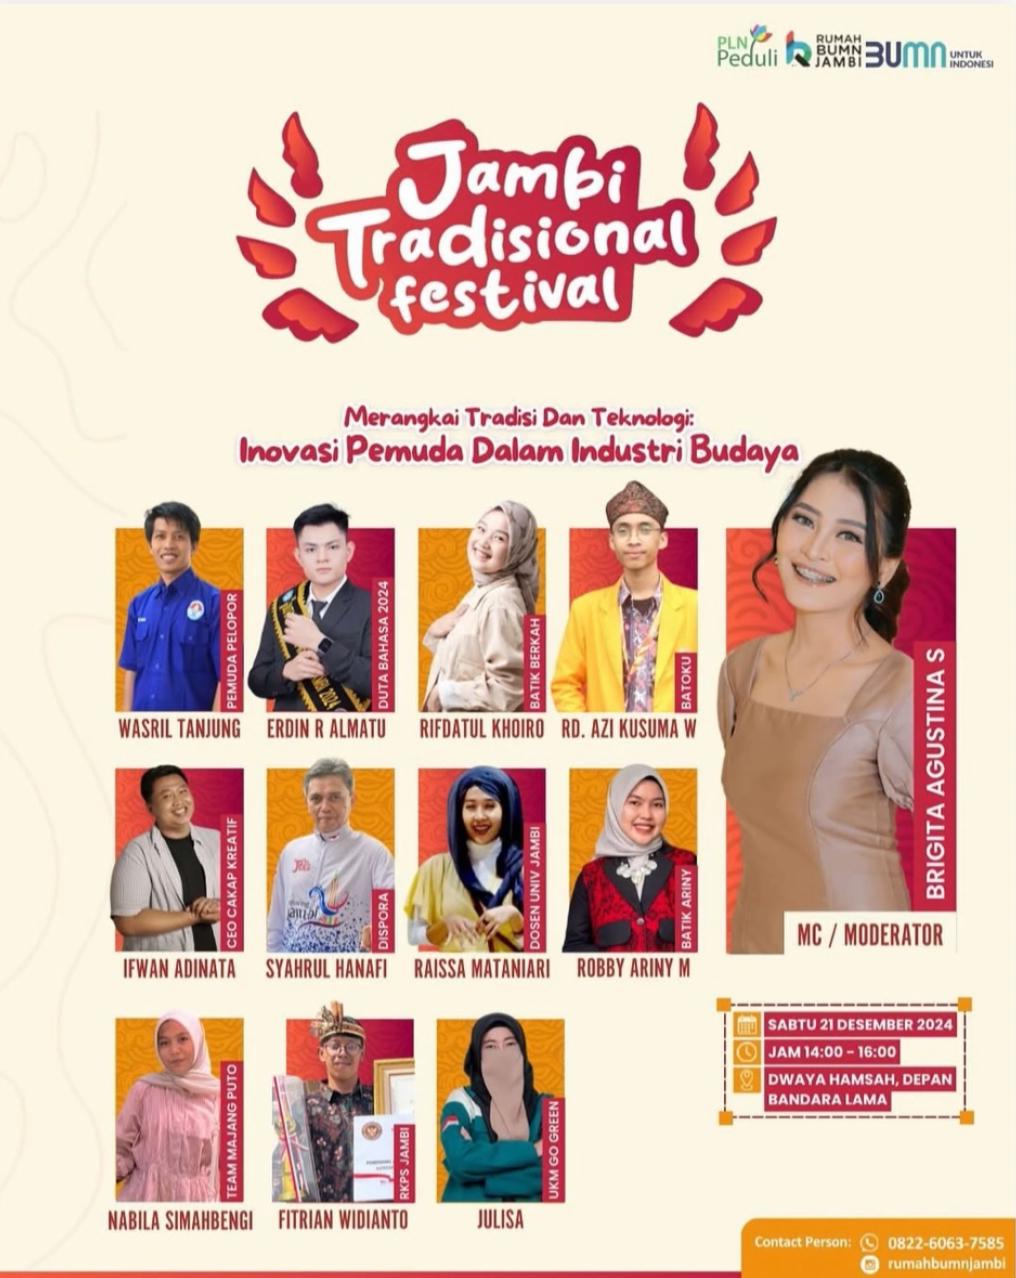 PLN
Peduli
RUMAH
BUMN
JAMBI
BUMN
UNTUK
INDONESI
Jambi
Tradisional
festival
Merangkai Tradisi Dan Teknologi:
Inovasi Pemuda Dalam Industri Budaya
PEMUDA PELOPOR
WASRIL TANJUNG
DUTA BAHASA 2024
ERDIN R ALMATU
BATIK BERKAH
RIFDATUL KHOIRO
BATOKU
RD. AZI KUSUMA W
BRIGITA AGUSTINA S
MC / MODERATOR
CEO CAKAP KREATIF
IFWAN ADINATA
DISPORA
SYAHRUL HANAFI
DOSEN UNIV JAMBI
RAISSA MATANIARI
BATIK ARINY
ROBBY ARINY M
SABTU 21 DESEMBER 2024
JAM 14:00 - 16:00
DWAYA HAMSAH, DEPAN
BANDARA LAMA
TEAM MAJANG PUTO
NABILA SIMAHBENGI
RKPS JAMBI
FITRIAN WIDIANTO
UKM GO GREEN
JULISA
Contact Person: 0822-6063-7585
rumahbumnjambi